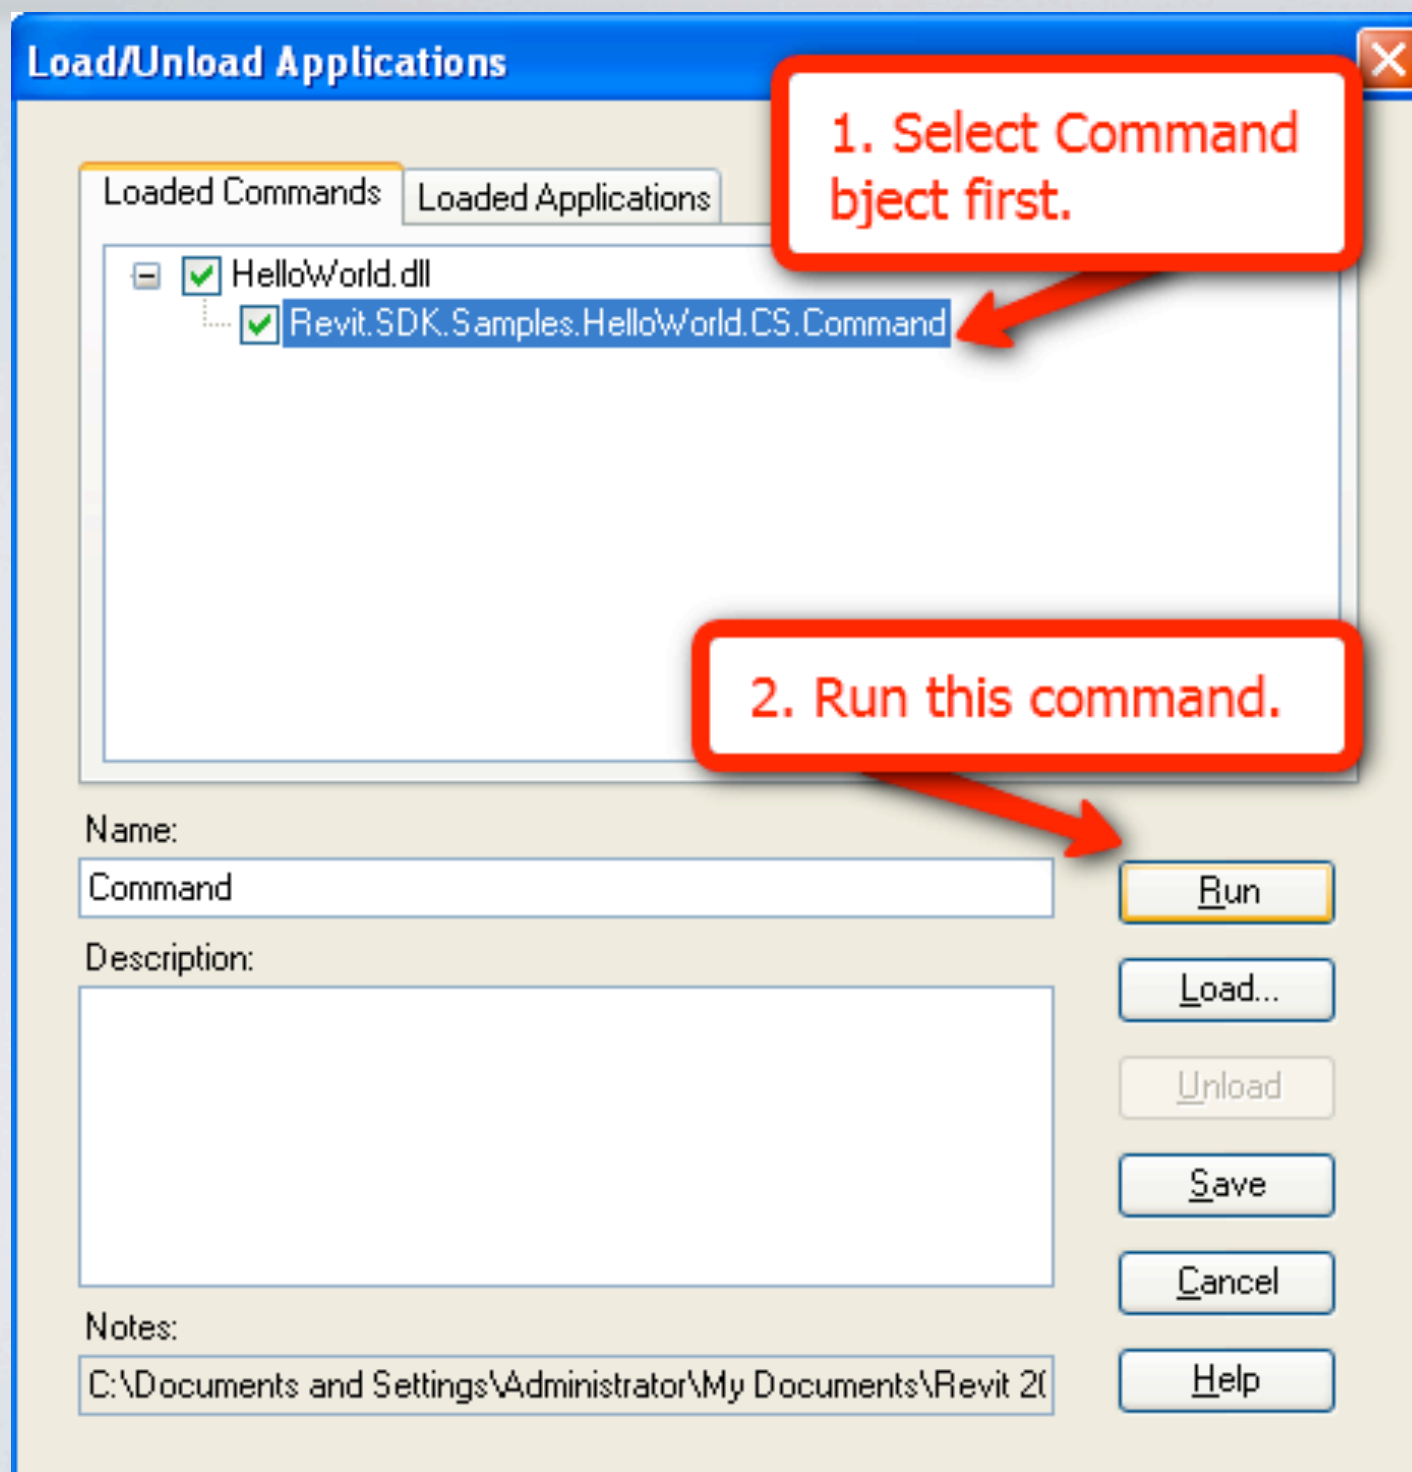 Load/Unload Applications
1. Select Command
bject first.
Loaded Commands
Loaded Applications
HelloWorld.dll
Revit.SDK.Samples.HelloWorld.CS.Command
2. Run this command.
Name:
Command
Run
Description:
Load...
Unload
Save
Cancel
Notes:
C:\Documents and Settings\Administrator\My Documents\Revit 2(
Help